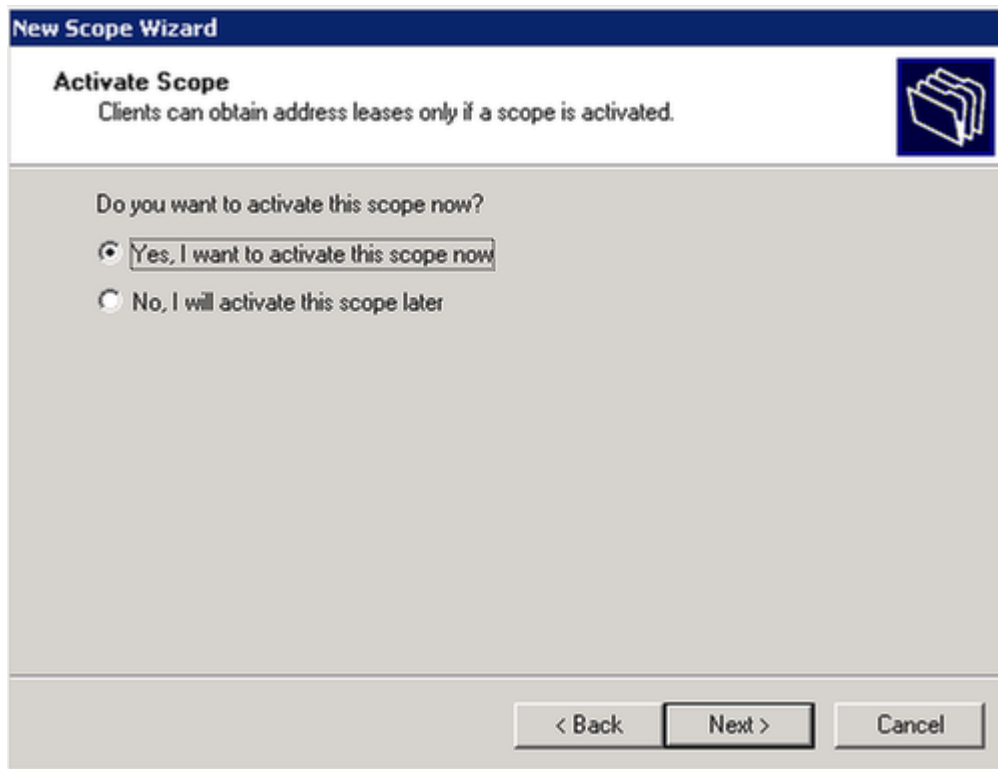 New Scope Wizard
Activate Scope
Clients can obtain address leases only if a scope is activated.
Do you want to activate this scope now?
Yes, I want to activate this scope now
No, I will activate this scope later
< Back
Next >
Cancel